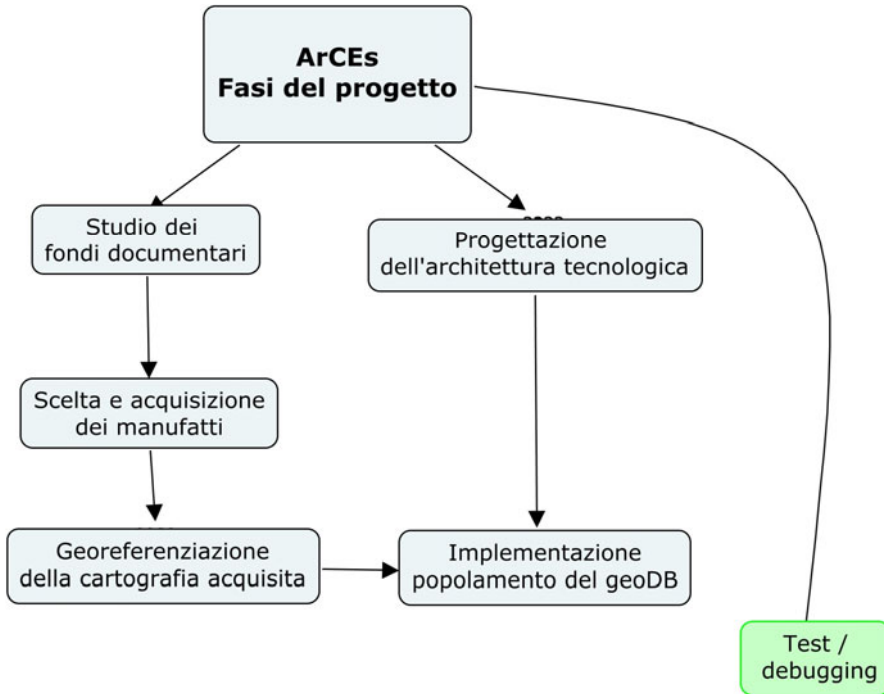 ArCEs
Fasi del progetto
Studio dei
fondi documentari
Progettazione
dell'architettura tecnologica
Scelta e acquisizione
dei manufatti
Georeferenziazione
della cartografia acquisita
Implementazione
popolamento del geoDB
Test /
debugging